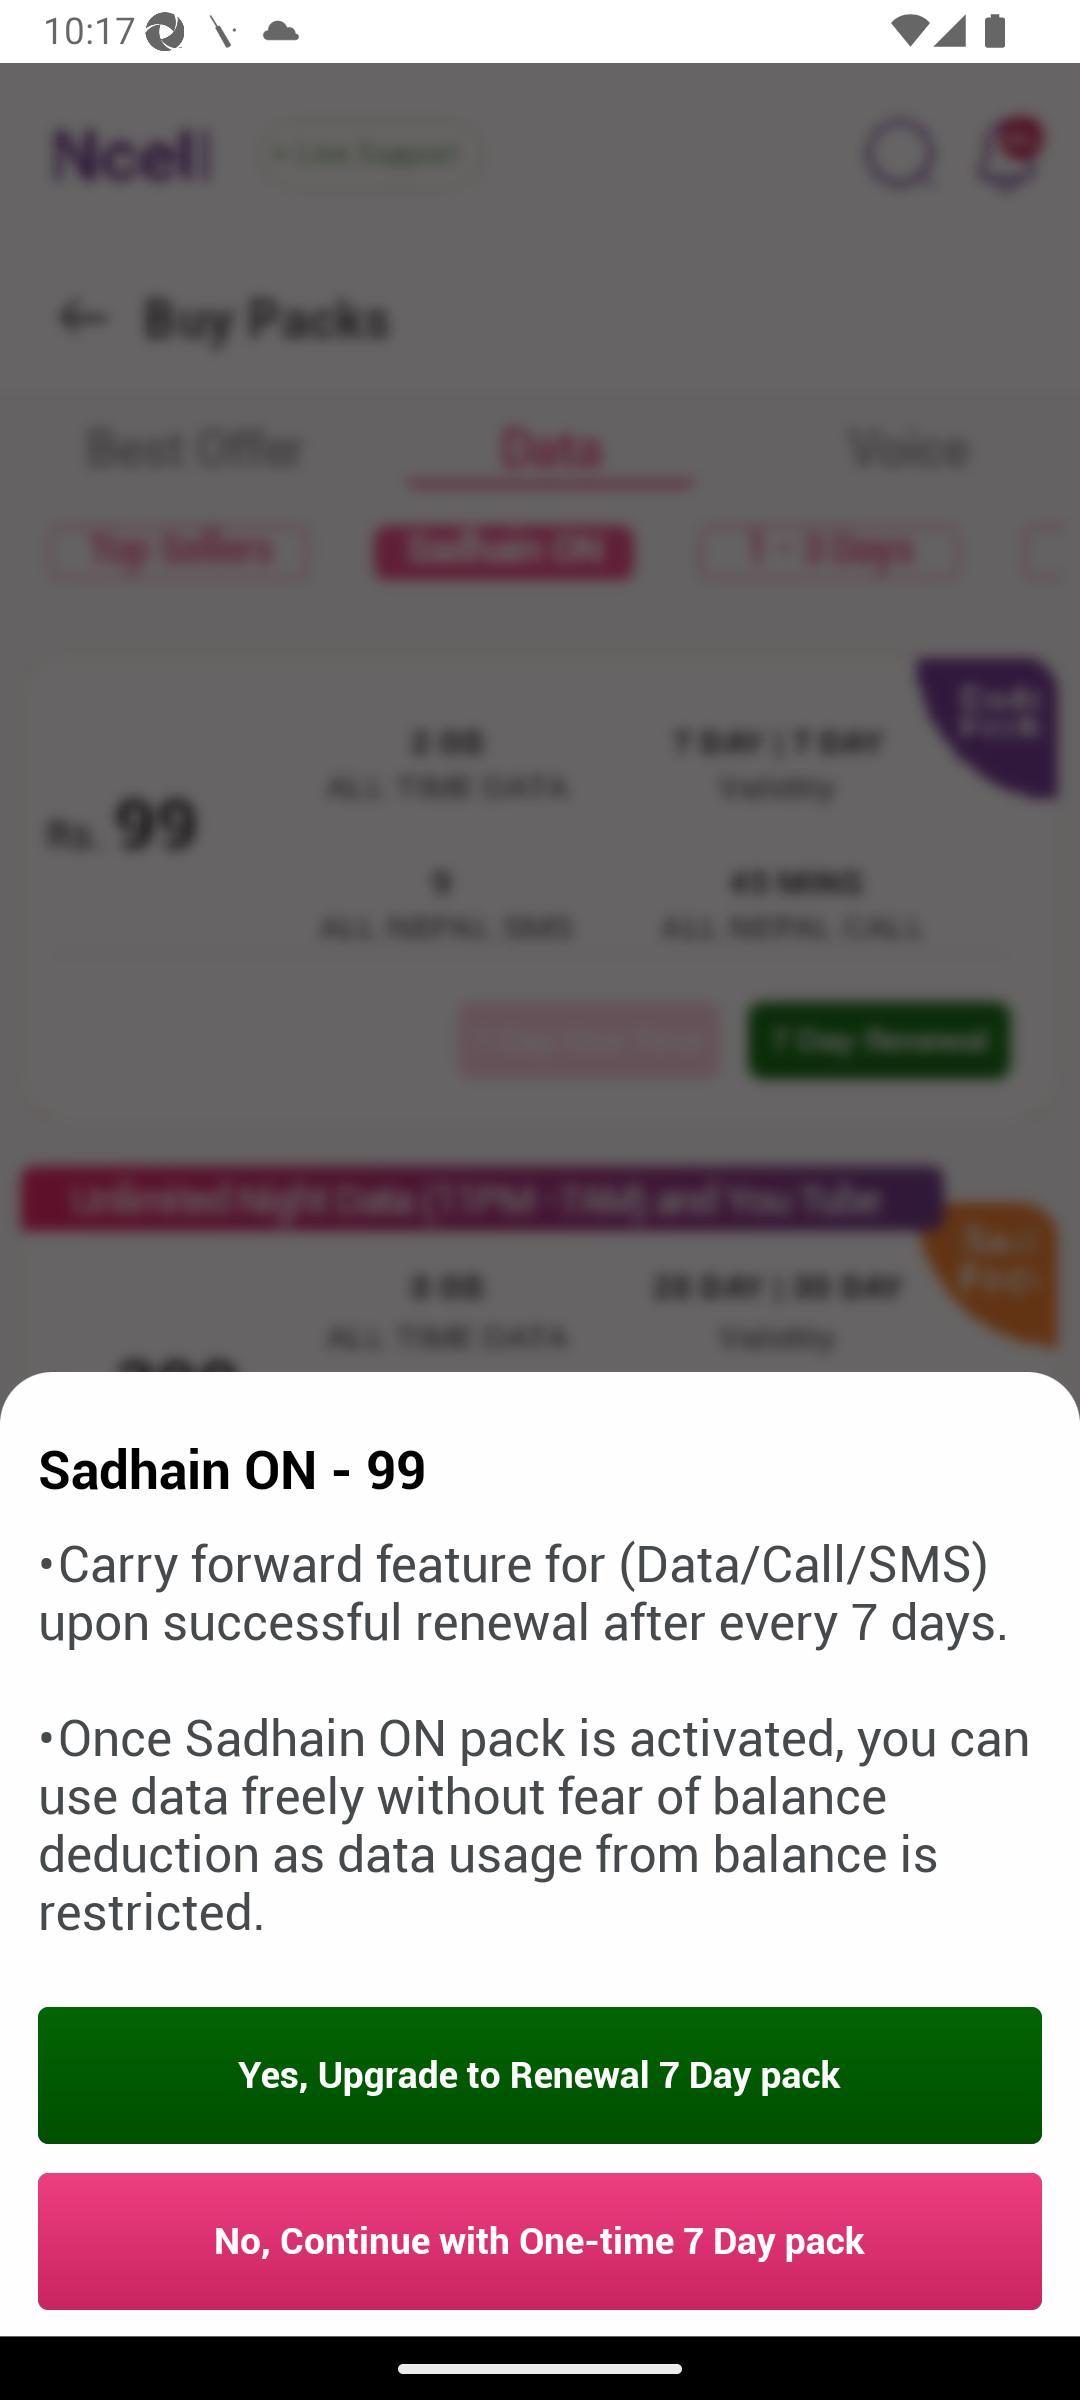 10:17
Ncell
Live Support
Buy Packs
Best Offer Data Voice
Top Sellers Sadhain ON 1 - 3 Days
2 GB 7 DAY | 7 DAY
ALL TIME DATA Validity
Rs. 99
9 45 MINS
ALL NEPAL SMS ALL NEPAL CALL
7 Day Renewal
Unlimited Night Data (11PM -7AM) and You Tube
28 DAY | 30 DAY
ALL TIME DATA Validity
Sadhain ON - 99
•Carry forward feature for (Data/Call/SMS)
upon successful renewal after every 7 days.
•Once Sadhain ON pack is activated, you can
use data freely without fear of balance
deduction as data usage from balance is
restricted.
Yes, Upgrade to Renewal 7 Day pack
No, Continue with One-time 7 Day pack